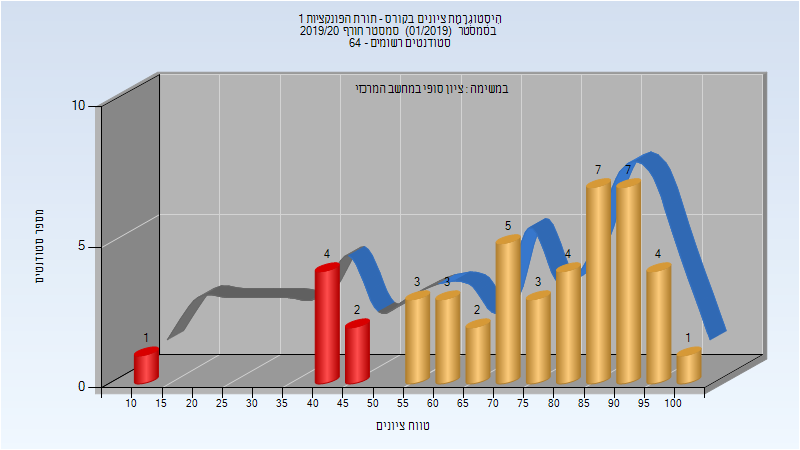 היסטוגרמת ציונים בקורס - תורת הפונקציות 1
בסמסטר (01/2019) סמסטר חורף 2019/20
סטודנטים רשומים - 64
במשימה : ציון סופי במחשב המרכזי
מספר סטודנטים
10
5
0
1
4
2
3
3
2
5
3
4
7
7
4
1
10 15 20 25 30 35 40 45 50 55 60 65 70 75 80 85 90 95 100
טווח ציונים